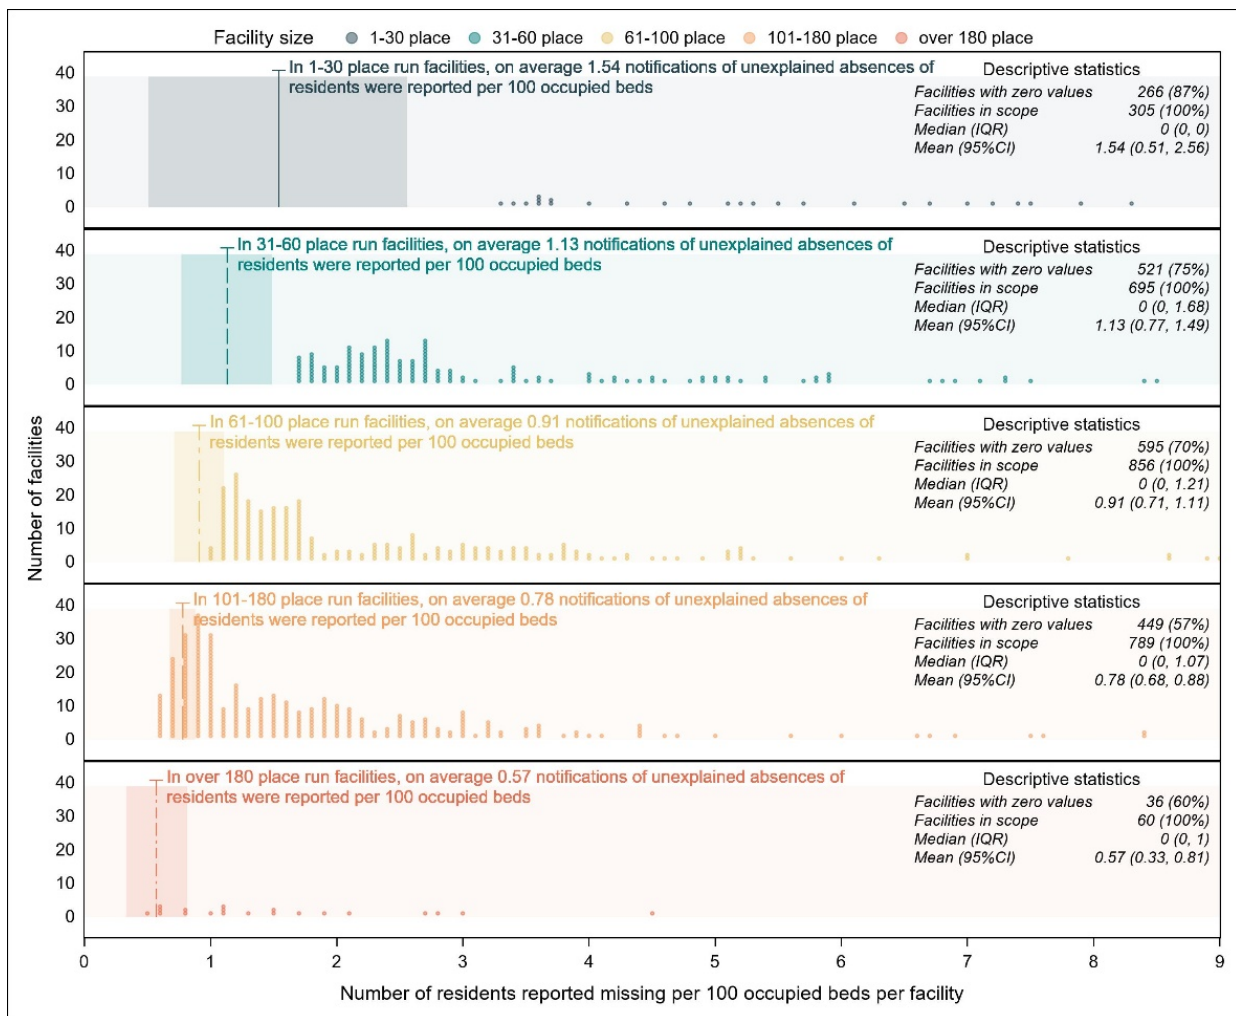 Facility size 1-30 place 31-60 place 61-100 place 101-180 place over 180 place
Number of facilities
40
30
20
10
0
In 1-30 place run facilities, on average 1.54 notifications of unexplained absences of
residents were reported per 100 occupied beds
Descriptive statistics
Facilities with zero values 266 (87%)
Facilities in scope 305 (100%)
Median (IQR) 0 (0, 0)
Mean (95%CI) 1.54 (0.51, 2.56)
40
30
20
10
0
In 31-60 place run facilities, on average 1.13 notifications of unexplained absences of
residents were reported per 100 occupied beds
Descriptive statistics
Facilities with zero values 521 (75%)
Facilities in scope 695 (100%)
Median (IQR) 0 (0, 1.68)
Mean (95%CI) 1.13 (0.77, 1.49)
40
30
20
10
0
In 61-100 place run facilities, on average 0.91 notifications of unexplained absences of
residents were reported per 100 occupied beds
Descriptive statistics
Facilities with zero values 595 (70%)
Facilities in scope 856 (100%)
Median (IQR) 0 (0, 1.21)
Mean (95%CI) 0.91 (0.71, 1.11)
40
30
20
10
0
In 101-180 place run facilities, on average 0.78 notifications of unexplained absences of
residents were reported per 100 occupied beds
Descriptive statistics
Facilities with zero values 449 (57%)
Facilities in scope 789 (100%)
Median (IQR) 0 (0, 1.07)
Mean (95%CI) 0.78 (0.68, 0.88)
40
30
20
10
0
In over 180 place run facilities, on average 0.57 notifications of unexplained absences of
residents were reported per 100 occupied beds
Descriptive statistics
Facilities with zero values 36 (60%)
Facilities in scope 60 (100%)
Median (IQR) 0 (0, 1)
Mean (95%CI) 0.57 (0.33, 0.81)
0 1 2 3 4 5 6 7 8 9
Number of residents reported missing per 100 occupied beds per facility